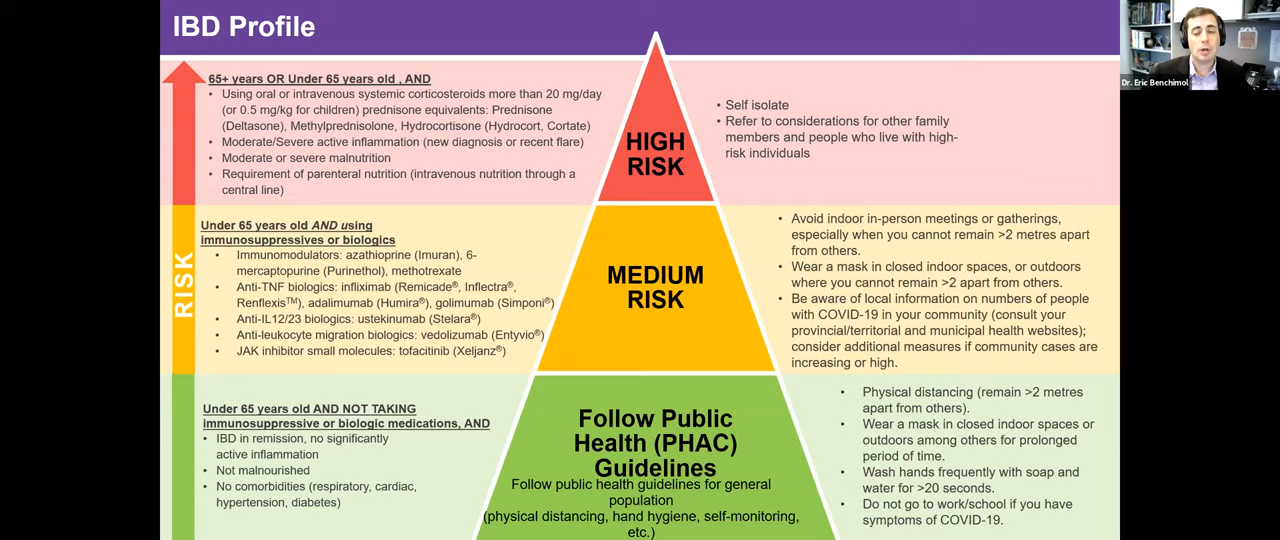 IBD Profile
Dr. Eric Benchimol
65+ years OR Under 65 years old , AND
• Using oral or intravenous systemic corticosteroids more than 20 mg/day
(or 0.5 mg/kg for children) prednisone equivalents: Prednisone
(Deltasone), Methylprednisolone, Hydrocortisone (Hydrocort, Cortate)
• Moderate/Severe active inflammation (new diagnosis or recent flare)
• Moderate or severe malnutrition
• Requirement of parenteral nutrition (intravenous nutrition through a
central line)
HIGH
RISK
• Self isolate
• Refer to considerations for other family
members and people who live with high-
risk individuals
RISK
Under 65 years old AND using
immunosuppressives or biologics
• Immunomodulators: azathioprine (Imuran), 6-
mercaptopurine (Purinethol), methotrexate
• Anti-TNF biologics: infliximab (Remicade®, Inflectra®,
Renflexis™), adalimumab (Humira®), golimumab (Simponi®)
• Anti-IL12/23 biologics: ustekinumab (Stelara®)
• Anti-leukocyte migration biologics: vedolizumab (Entyvio®)
• JAK inhibitor small molecules: tofacitinib (Xeljanz®)
MEDIUM
RISK
• Avoid indoor in-person meetings or gatherings,
especially when you cannot remain >2 metres apart
from others.
• Wear a mask in closed indoor spaces, or outdoors
where you cannot remain >2 apart from others.
• Be aware of local information on numbers of people
with COVID-19 in your community (consult your
provincial/territorial and municipal health websites);
consider additional measures if community cases are
increasing or high.
Under 65 years old AND NOT TAKING
immunosuppressive or biologic medications, AND
• IBD in remission, no significantly
active inflammation
• Not malnourished
• No comorbidities (respiratory, cardiac,
hypertension, diabetes)
Follow Public
Health (PHAC)
Guidelines
Follow public health guidelines for general
population
(physical distancing, hand hygiene, self-monitoring,
etc.)
• Physical distancing (remain >2 metres
apart from others).
• Wear a mask in closed indoor spaces or
outdoors among others for prolonged
period of time.
• Wash hands frequently with soap and
water for >20 seconds.
• Do not go to work/school if you have
symptoms of COVID-19.